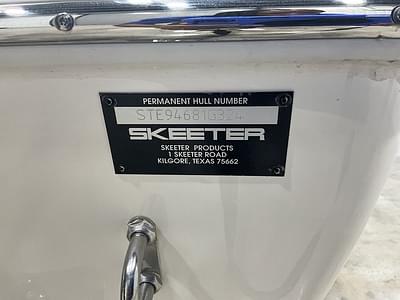 PERMANENT HULL NUMBER
STE94681G324
SKEETER
SKEETER PRODUCTS
1 SKEETER ROAD
KILGORE, TEXAS 75662